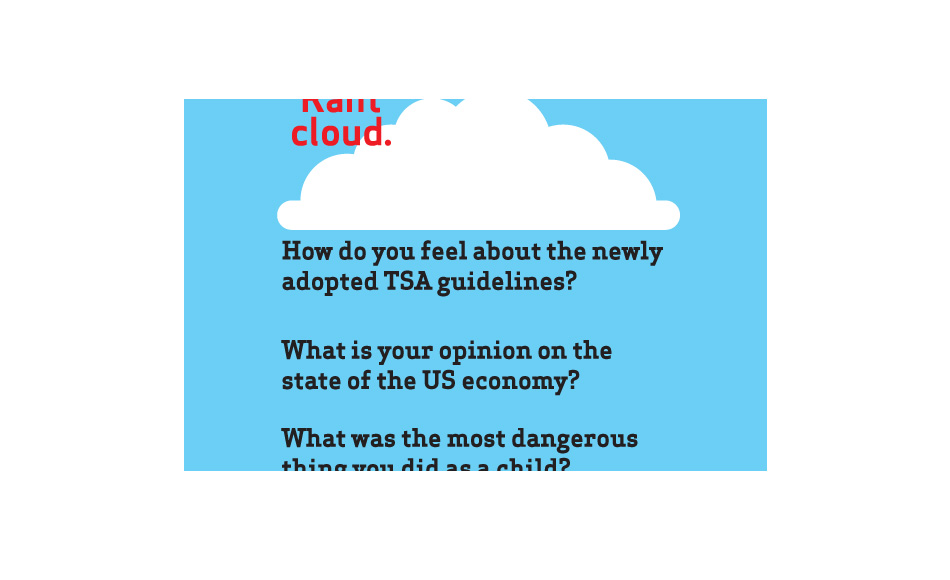 Rant
cloud.
How do you feel about the newly
adopted TSA guidelines?
What is your opinion on the
state of the US economy?
What was the most dangerous
thing you did as a child?